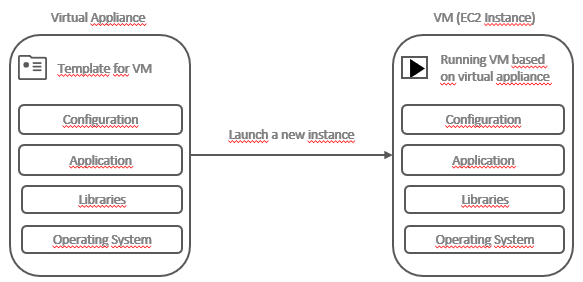 Virtual Appliance
Template for VM
Configuration
Application
Libraries
Operating System
Launch a new instance
VM (EC2 Instance)
Running VM based
on virtual appliance
Configuration
Application
Libraries
Operating System